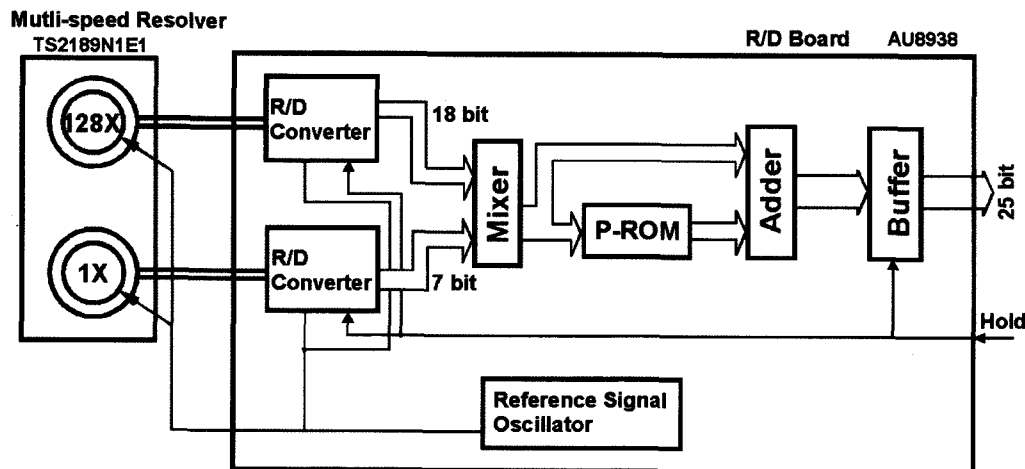 Mutli-speed Resolver
TS2189N1E1
R/D Board AU8938
128X
R/D
Converter
18 bit
Mixer
P-ROM
Adder
Buffer
25 bit
1X
R/D
Converter
7 bit
Hold
Reference Signal
Oscillator